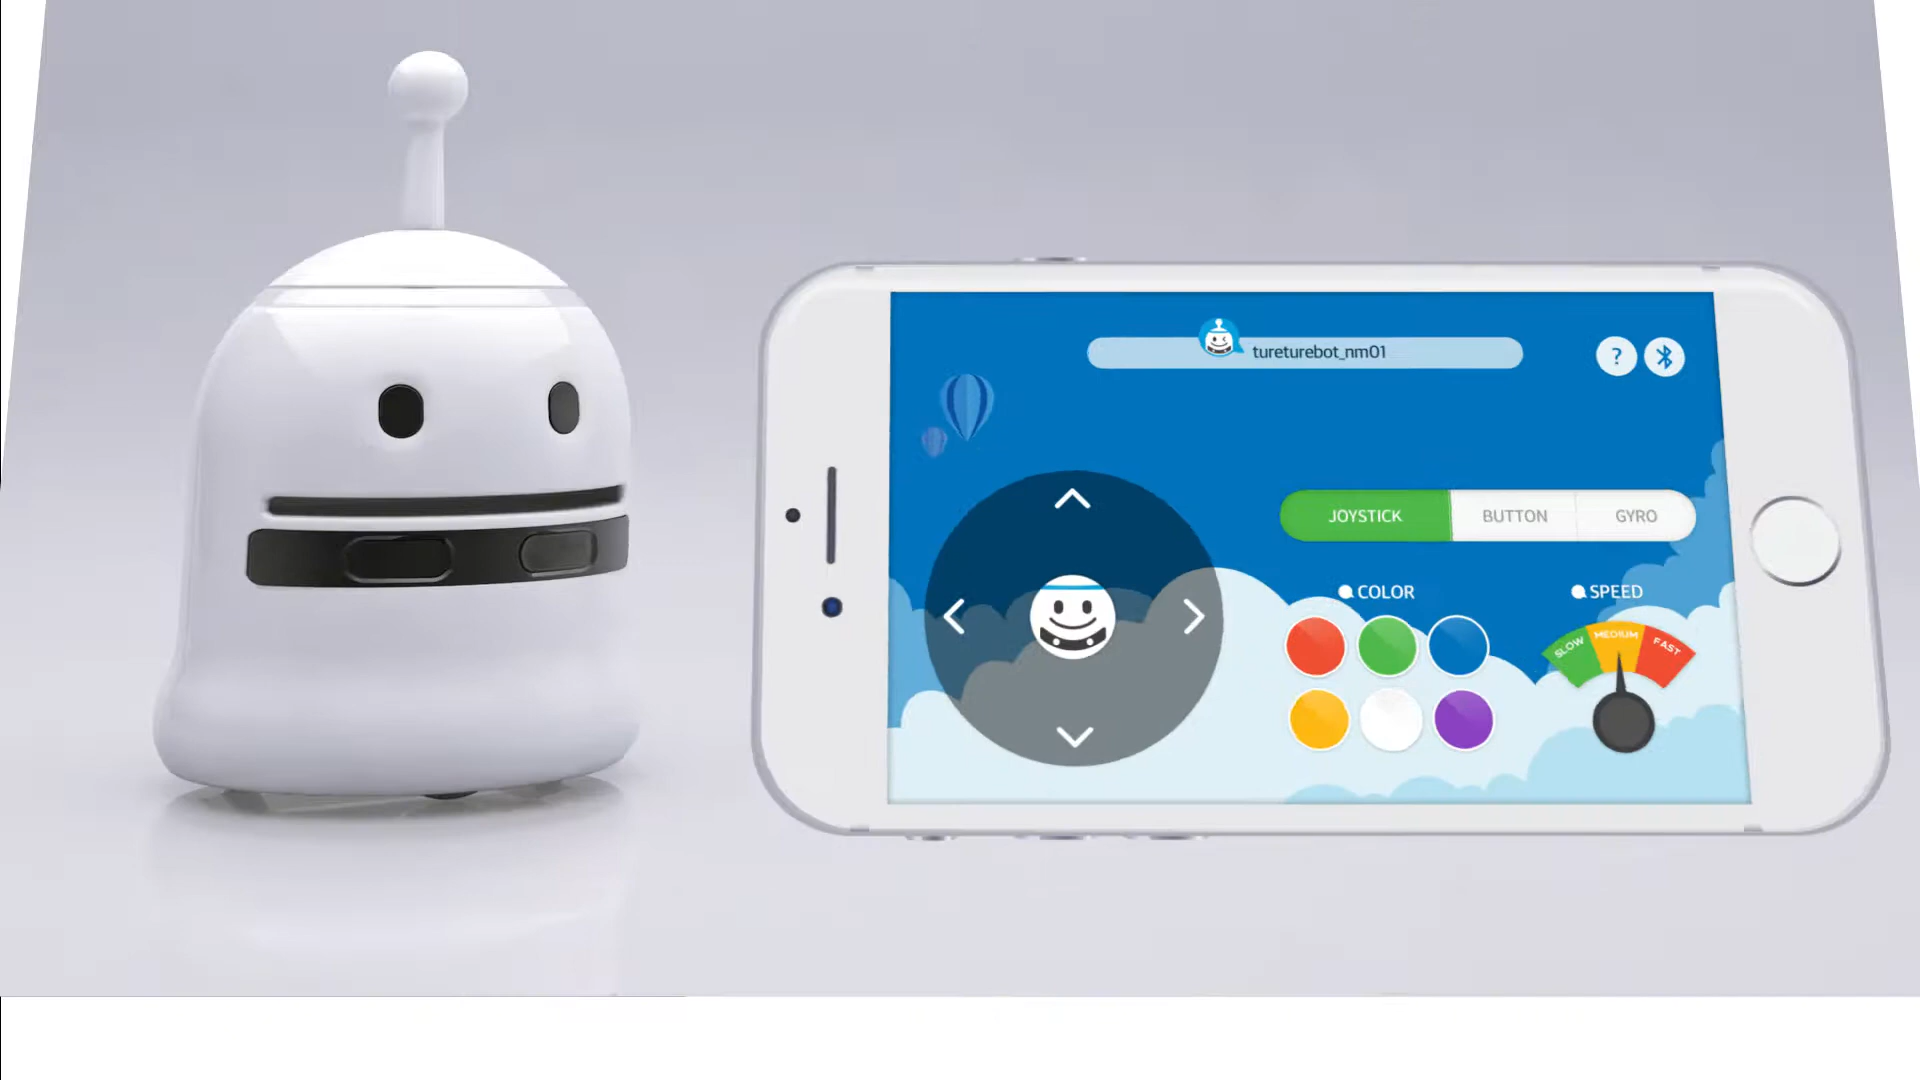 tureturebot_nm01
?
JOYSTICK BUTTON GYRO
COLOR
SPEED
SLOW MEDIUM FAST